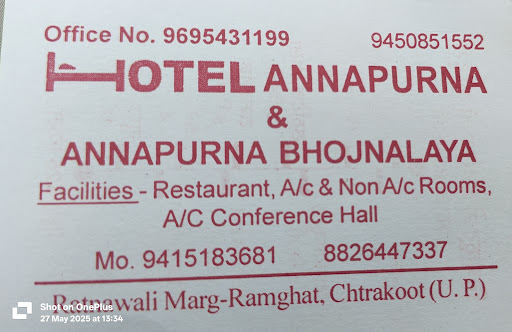 Office No. 9695431199 9450851552
HOTEL ANNAPURNA
&
ANNAPURNA BHOJNALAYA
Facilities - Restaurant, A/c & Non A/c Rooms,
A/C Conference Hall
Mo. 9415183681 8826447337
Ratnawali Marg-Ramghat, Chtrakoot (U. P.)
Shot on OnePlus
27 May 2025 at 13:34